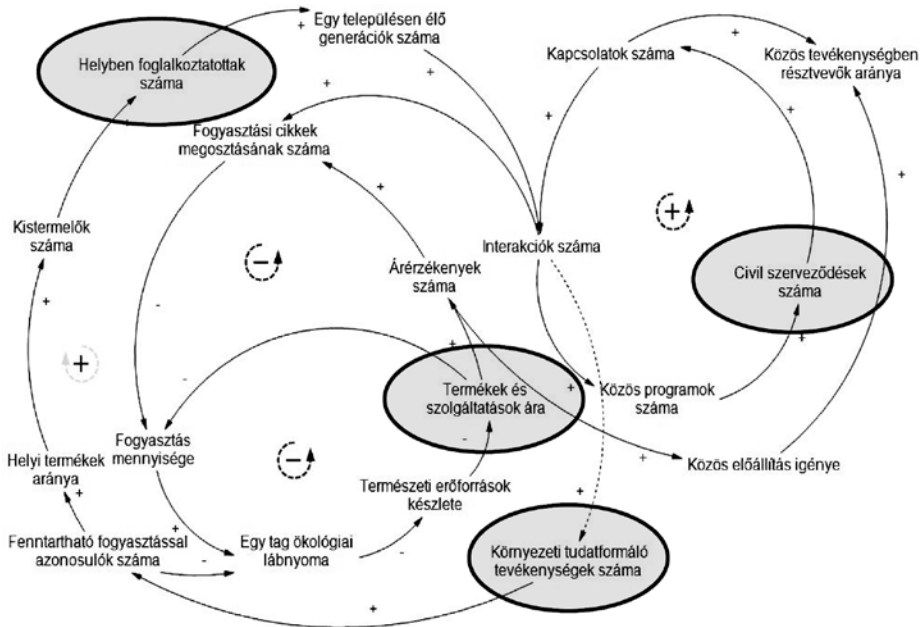 Egy településen élő
generációk száma
Helyben foglalkoztatottak
száma
Kapcsolatok száma
Közös tevékenységben
résztvevők aránya
Fogyasztási cikkek
megosztásának száma
Kistermelők
száma
Interakciók száma
Árérzékenyek
száma
Civil szerveződések
száma
Termékek és
szolgáltatások ára
Közös programok
száma
Fogyasztás
mennyisége
Helyi termékek
aránya
Közös előállítás igénye
Természeti erőforrások
készlete
Fenntartható fogyasztással
azonosulók száma
Egy tag ökológiai
lábnyoma
Környezeti tudatformáló
tevékenységek száma